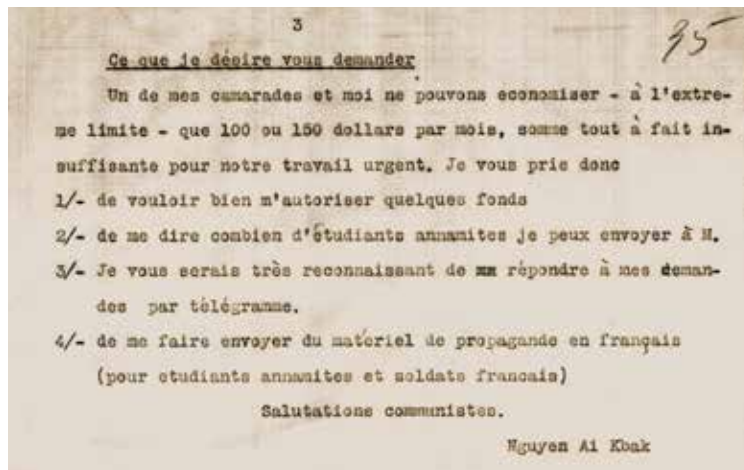 3
35
Ce que je désire vous demander
Un de mes camarades et moi ne pouvons economiser - à l'extre-
me limite - que 100 ou 150 dollars par mois, somme tout à fait in-
suffisante pour notre travail urgent. Je vous prie donc
1/- de vouloir bien m'autoriser quelques fonds
2/- de me dire combien d'étudiants annamites je peux envoyer à M.
3/- Je vous serais très reconnaissant de répondre à mes deman-
des par télégramme.
4/- de me faire envoyer du matériel de propagande en français
(pour etudiants annamites et soldats francais)
Salutations communistes.
Nguyen Ai Kbak